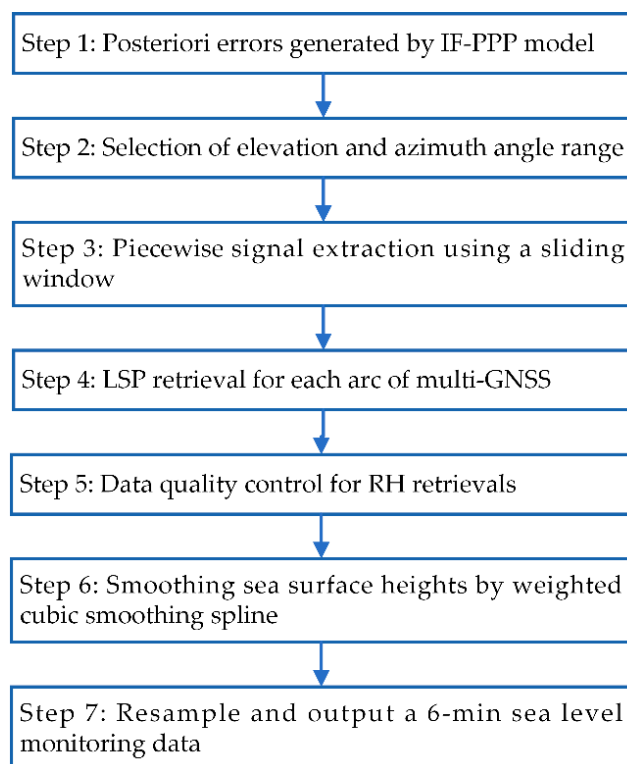 Step 1: Posteriori errors generated by IF-PPP model
Step 2: Selection of elevation and azimuth angle range
Step 3: Piecewise signal extraction using a sliding
window
Step 4: LSP retrieval for each arc of multi-GNSS
Step 5: Data quality control for RH retrievals
Step 6: Smoothing sea surface heights by weighted
cubic smoothing spline
Step 7: Resample and output a 6-min sea level
monitoring data